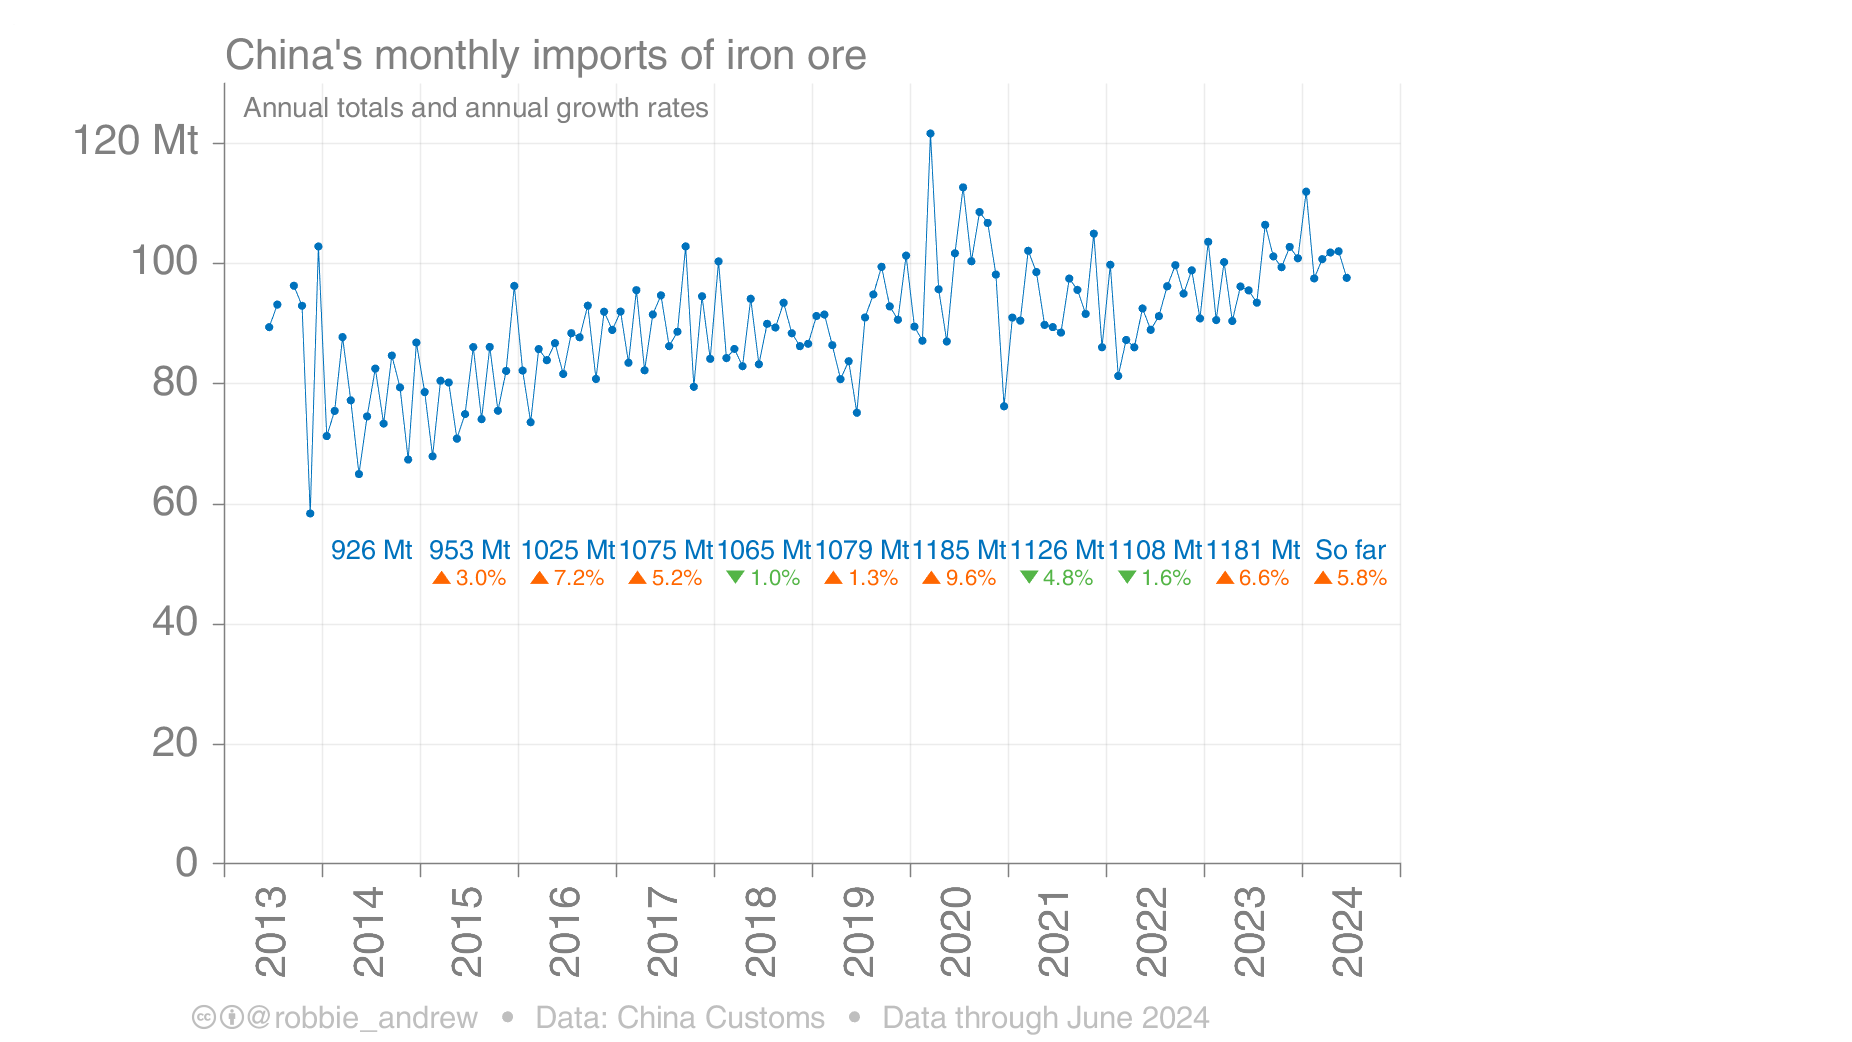 China's monthly imports of iron ore
Annual totals and annual growth rates
120 Mt
100
80
60
40
20
0
926 Mt 953 Mt 1025 Mt 1075 Mt 1065 Mt 1079 Mt 1185 Mt 1126 Mt 1108 Mt 1181 Mt So far
▲ 3.0% ▲ 7.2% ▲ 5.2% ▼ 1.0% ▲ 1.3% ▲ 9.6% ▼ 4.8% ▼ 1.6% ▲ 6.6% ▲ 5.8%
2013 2014 2015 2016 2017 2018 2019 2020 2021 2022 2023 2024
cc @robbie_andrew • Data: China Customs • Data through June 2024